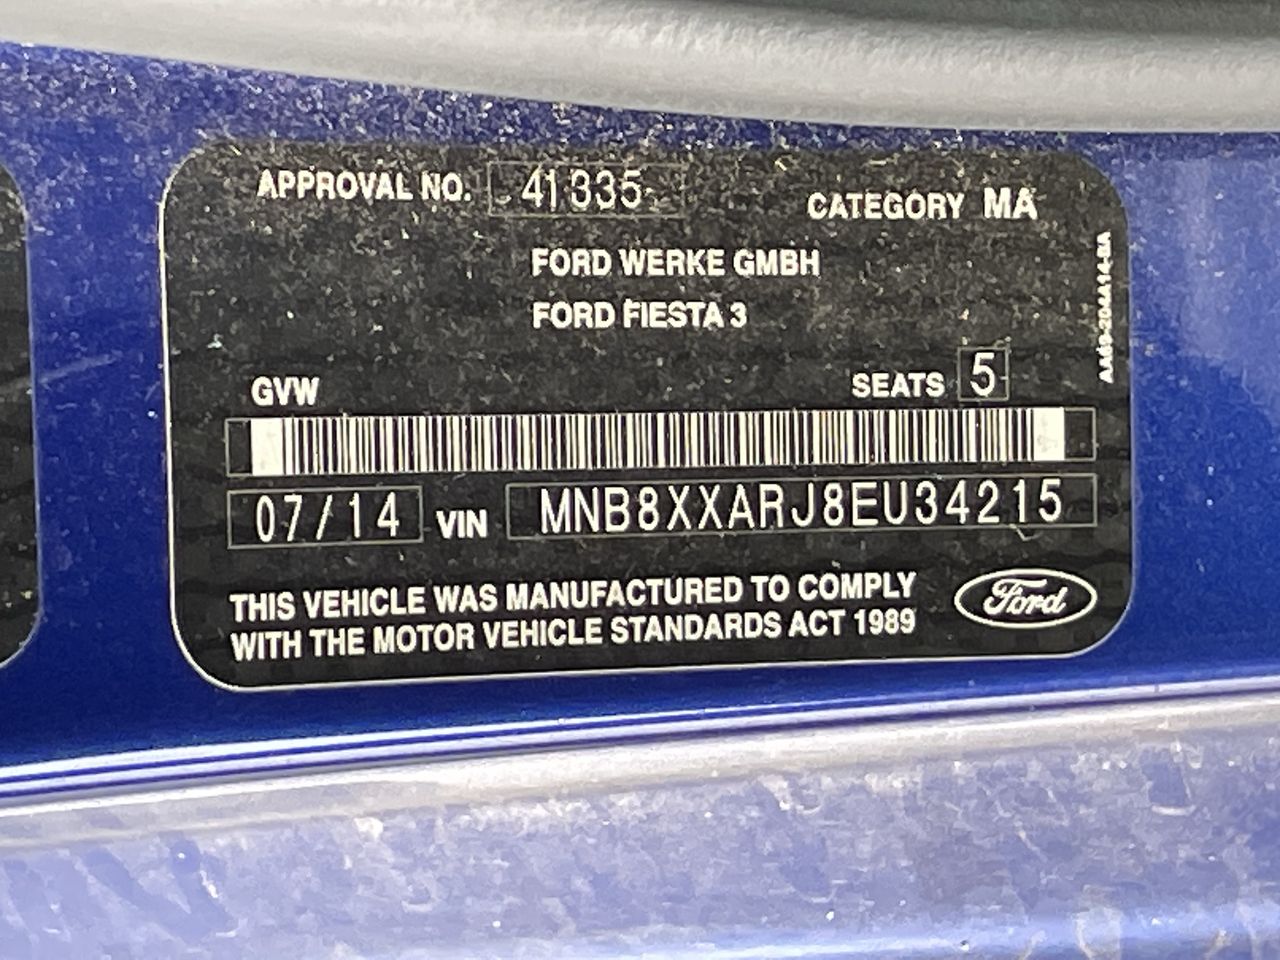 APPROVAL NO. 41335
CATEGORY MA
FORD WERKE GMBH
FORD FIESTA 3
GVW
SEATS 5
07/14 VIN MNB8XXARJ8EU34215
THIS VEHICLE WAS MANUFACTURED TO COMPLY
WITH THE MOTOR VEHICLE STANDARDS ACT 1989
Ford